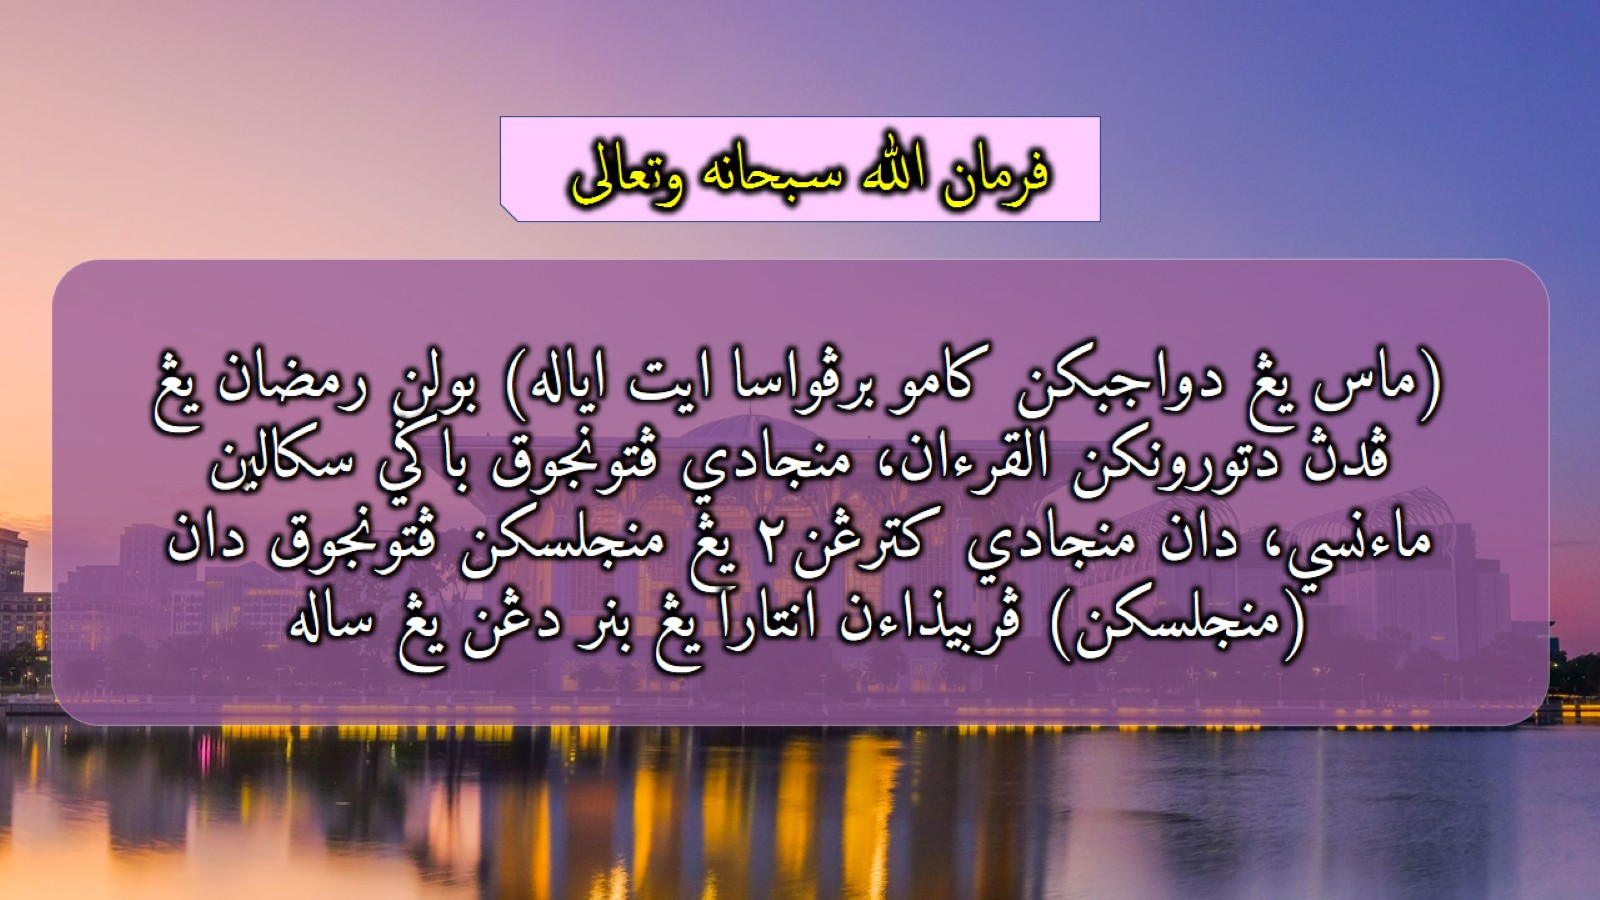 فرمان الله سبحانه وتعالى
(ماس يڠ دواجبكن كامو برڤواسا ايت اياله) بولن رمضان يڠ
ڤدڽ دتورونكن القرءان، منجادي ڤتونجوق باݢي سكالين
ماءنسي، دان منجادي كترڠن٢ يڠ منجلسكن ڤتونجوق دان
(منجلسكن) ڤربيذاءن انتارا يڠ بنر دڠن يڠ ساله